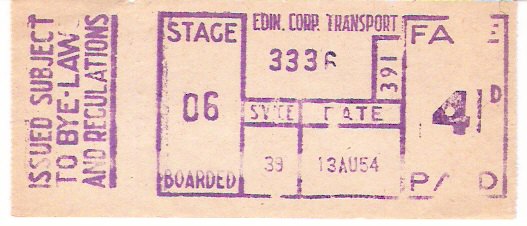 ISSUED SUBJECT
TO BYE-LAW
AND REGULATIONS
STAGE
06
BOARDED
EDIN. CORP. TRANSPORT
3336
391
SVCE DATE
39 13AU54
FA E
4D
P D